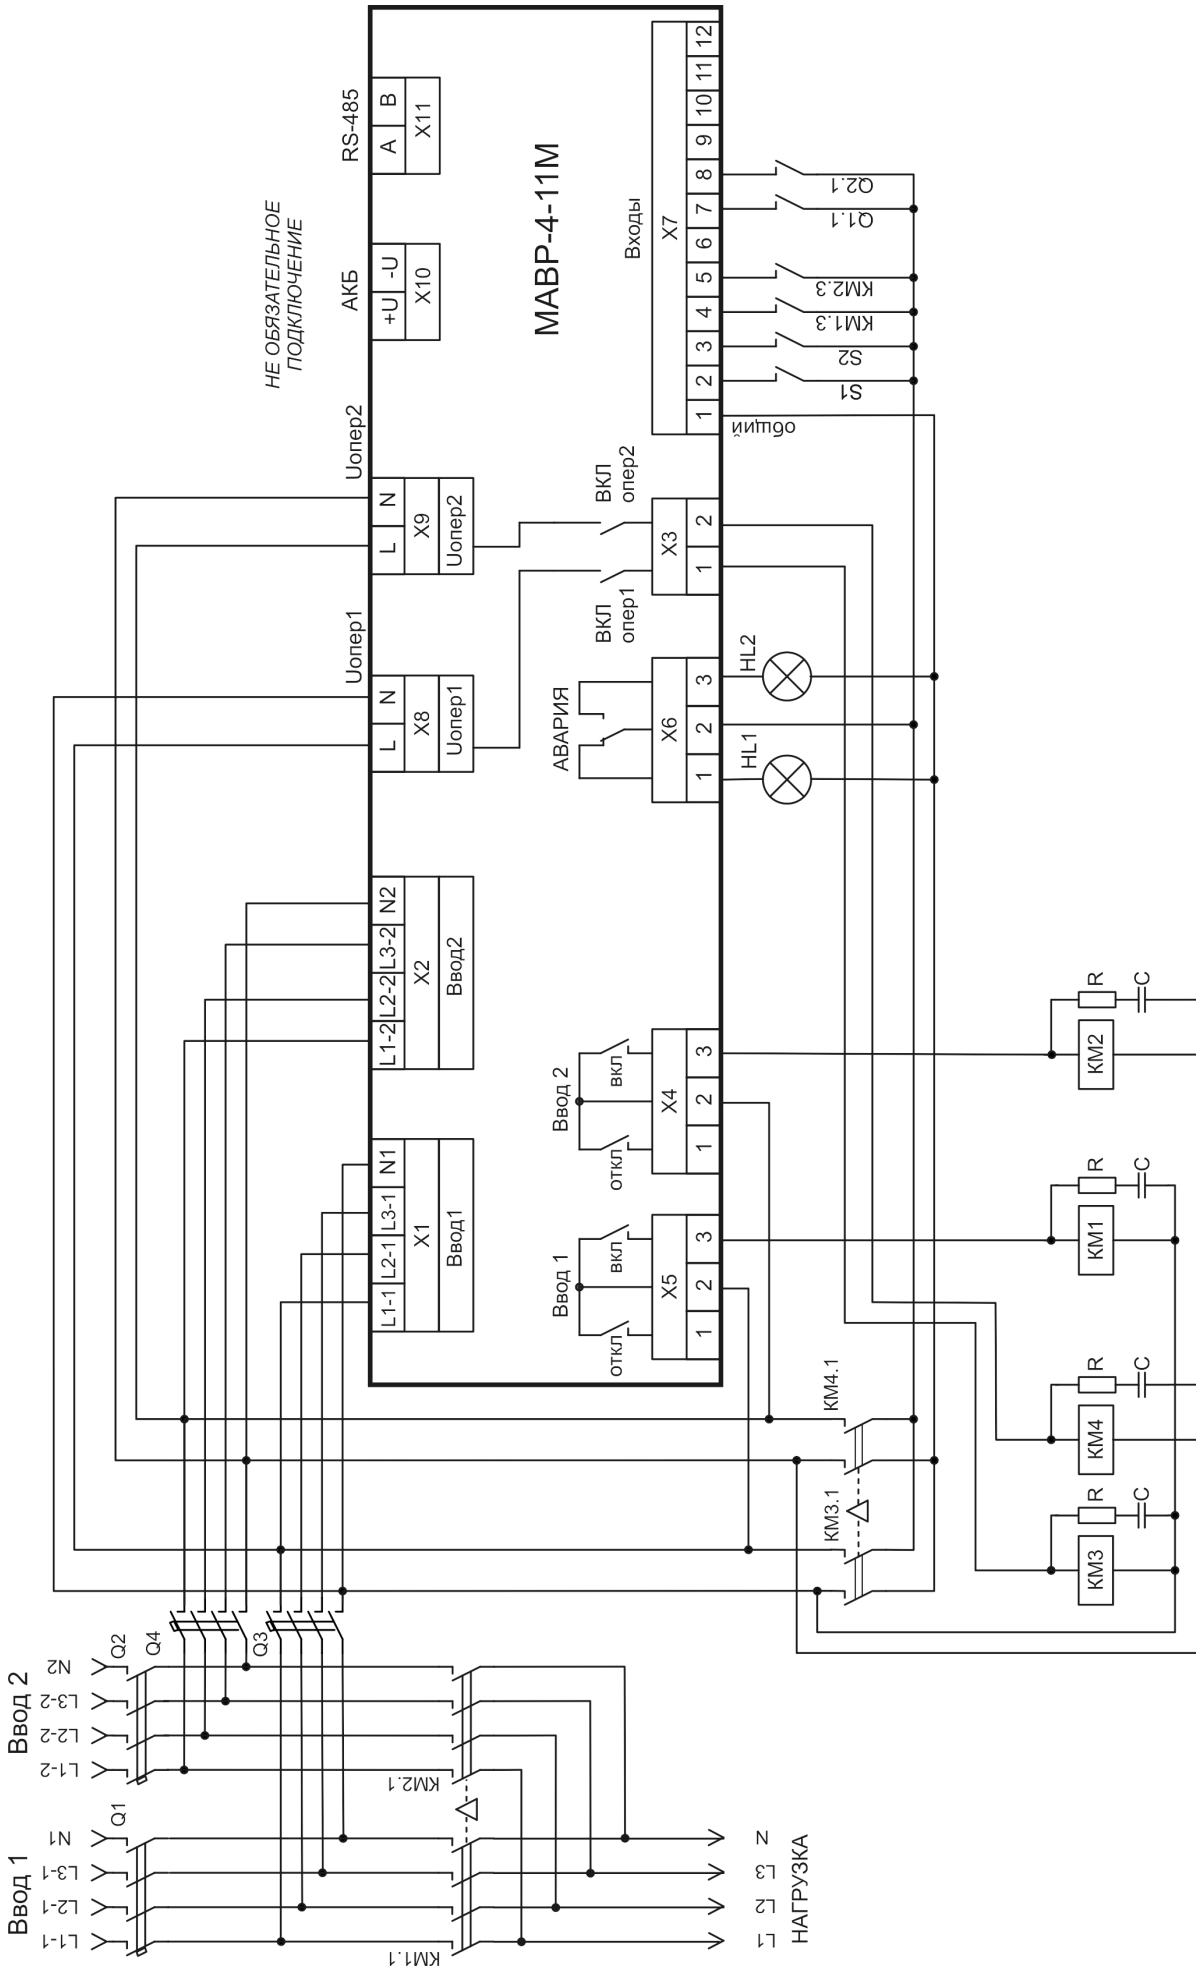 НЕ ОБЯЗАТЕЛЬНОЕ
ПОДКЛЮЧЕНИЕ
RS-485
A
B
X11
АКБ
+U
-U
X10
Uопер2
L
N
X9
Uопер2
Uопер1
L
N
X8
Uопер1
L1-2
L2-2
L3-2
N2
X2
Ввод2
L1-1
L2-1
L3-1
N1
X1
Ввод1
МАВР-4-11М
Входы
X7
1
2
3
4
5
6
7
8
9
10
11
12
общий
S1
S2
KM1.3
KM2.3
Q1.1
Q2.1
ВКЛ
опер2
ВКЛ
опер1
X3
1
2
АВАРИЯ
X6
1
2
3
HL1
HL2
Ввод 2
ОТКЛ
ВКЛ
X4
1
2
3
Ввод 1
ОТКЛ
ВКЛ
X5
1
2
3
KM2
R
C
KM1
R
C
KM4
R
C
KM3
R
C
KM4.1
KM3.1
Ввод 2
N2
L3-2
L2-2
L1-2
Q2
Q4
Q3
KM2.1
Ввод 1
N1
L3-1
L2-1
L1-1
Q1
KM1.1
N
L3
L2
L1
НАГРУЗКА